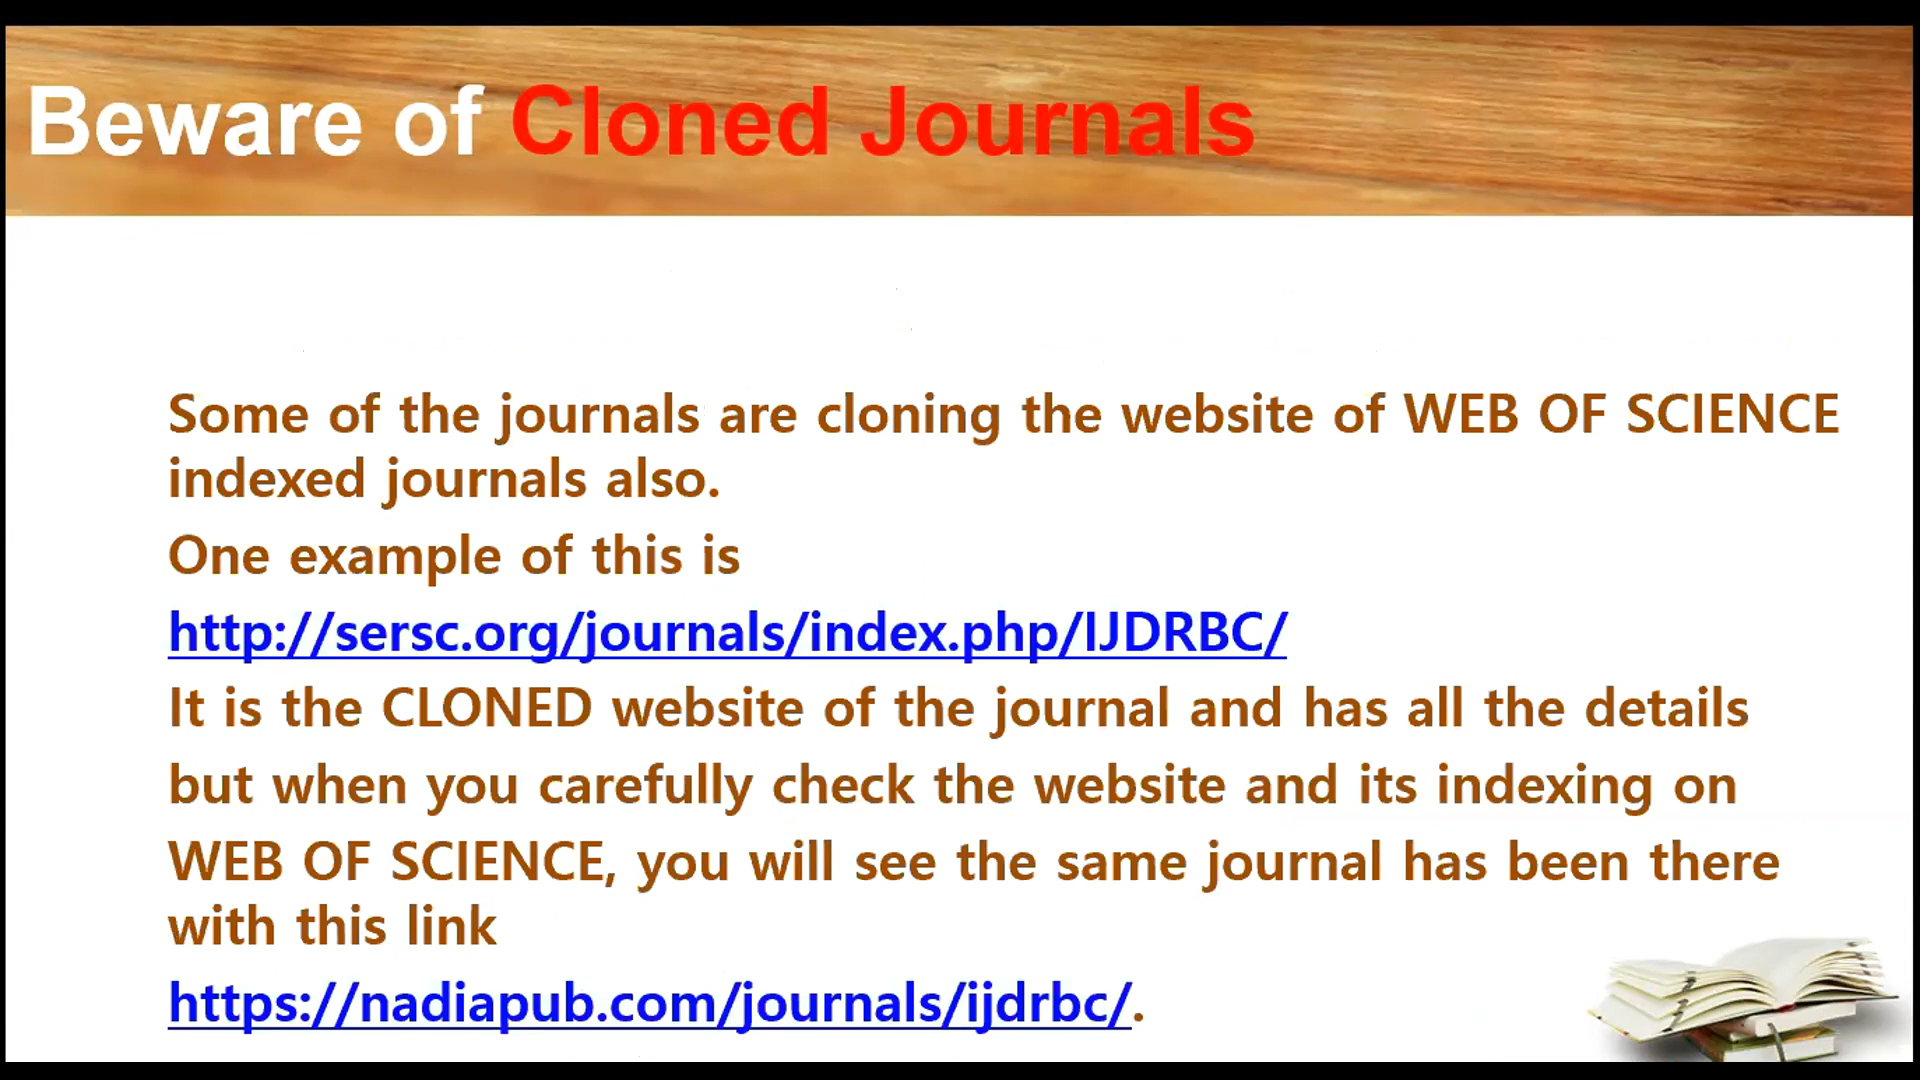 Beware of Cloned Journals
Some of the journals are cloning the website of WEB OF SCIENCE
indexed journals also.
One example of this is
http://sersc.org/journals/index.php/IJDRBC/
It is the CLONED website of the journal and has all the details
but when you carefully check the website and its indexing on
WEB OF SCIENCE, you will see the same journal has been there
with this link
https://nadiapub.com/journals/ijdrbc/.